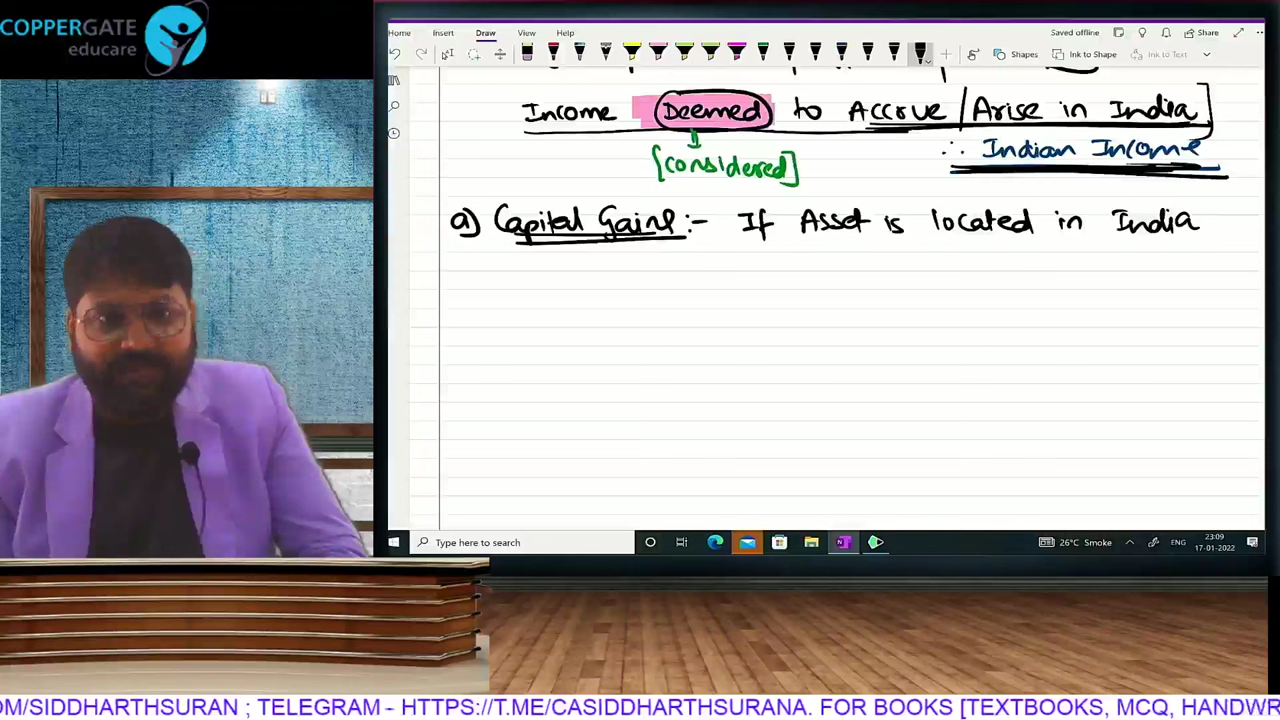 COPPERGATE
educare
Home Insert Draw View Help
Saved offline
Share
Shapes
Ink to Shape
Ink to Text
Income Deemed to Accrue / Arise in India
[considered]
∴ Indian Income
a) Capital Gains :- If Asset is located in India
Type here to search
26°C Smoke
ENG
23:09
17-01-2022
OM/SIDDHARTHSURAN ; TELEGRAM - HTTPS://T.ME/CASIDDHARTHSURANA. FOR BOOKS [TEXTBOOKS, MCQ, HANDWR